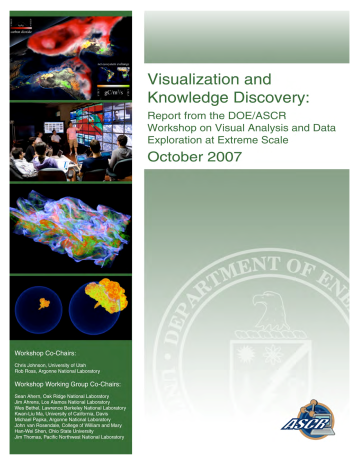 Visualization and
Knowledge Discovery:
Report from the DOE/ASCR
Workshop on Visual Analysis and Data
Exploration at Extreme Scale
October 2007
DEPARTMENT OF ENE
Workshop Co-Chairs:
Chris Johnson, University of Utah
Rob Ross, Argonne National Laboratory
Workshop Working Group Co-Chairs:
Sean Ahern, Oak Ridge National Laboratory
Jim Ahrens, Los Alamos National Laboratory
Wes Bethel, Lawrence Berkeley National Laboratory
Kwan-Liu Ma, University of California, Davis
Michael Papka, Argonne National Laboratory
John van Rosendale, College of William and Mary
Han-Wei Shen, Ohio State University
Jim Thomas, Pacific Northwest National Laboratory
ASCR